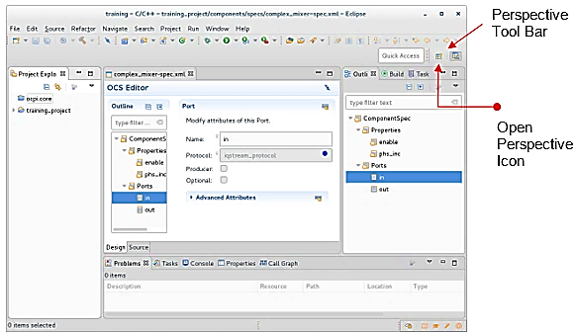 training - C/C++ - training_project/components/specs/complex_mixer-spec.xml - Eclipse
Perspective
Tool Bar
File Edit Source Refactor Navigate Search Project Run Window Help
Quick Access
Project Explo
complex_mixer-spec.xml
Outli
Build
Task
ocpi.core
training_project
OCS Editor
Outline
type filter ...
ComponentS
Properties
enable
phs_inc
Ports
in
out
Port
Modify attributes of this Port.
Name: in
Protocol: iqstream_protocol
Producer:
Optional:
Advanced Attributes
type filter text
ComponentSpec
Properties
enable
phs_inc
Ports
in
out
Open
Perspective
Icon
Design Source
Problems Tasks Console Properties Call Graph
0 items
Description Resource Path Location Type
0 items selected